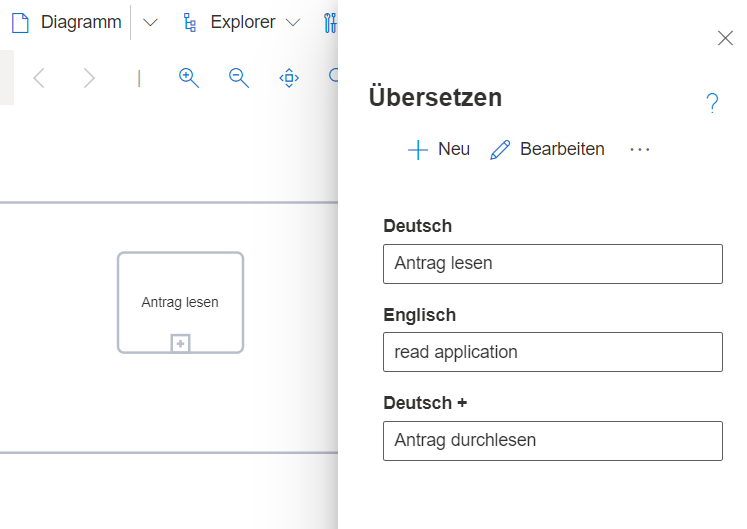 Diagramm
Explorer
Übersetzen
?
Neu
Bearbeiten
...
Deutsch
Antrag lesen
Englisch
read application
Deutsch +
Antrag durchlesen
Antrag lesen